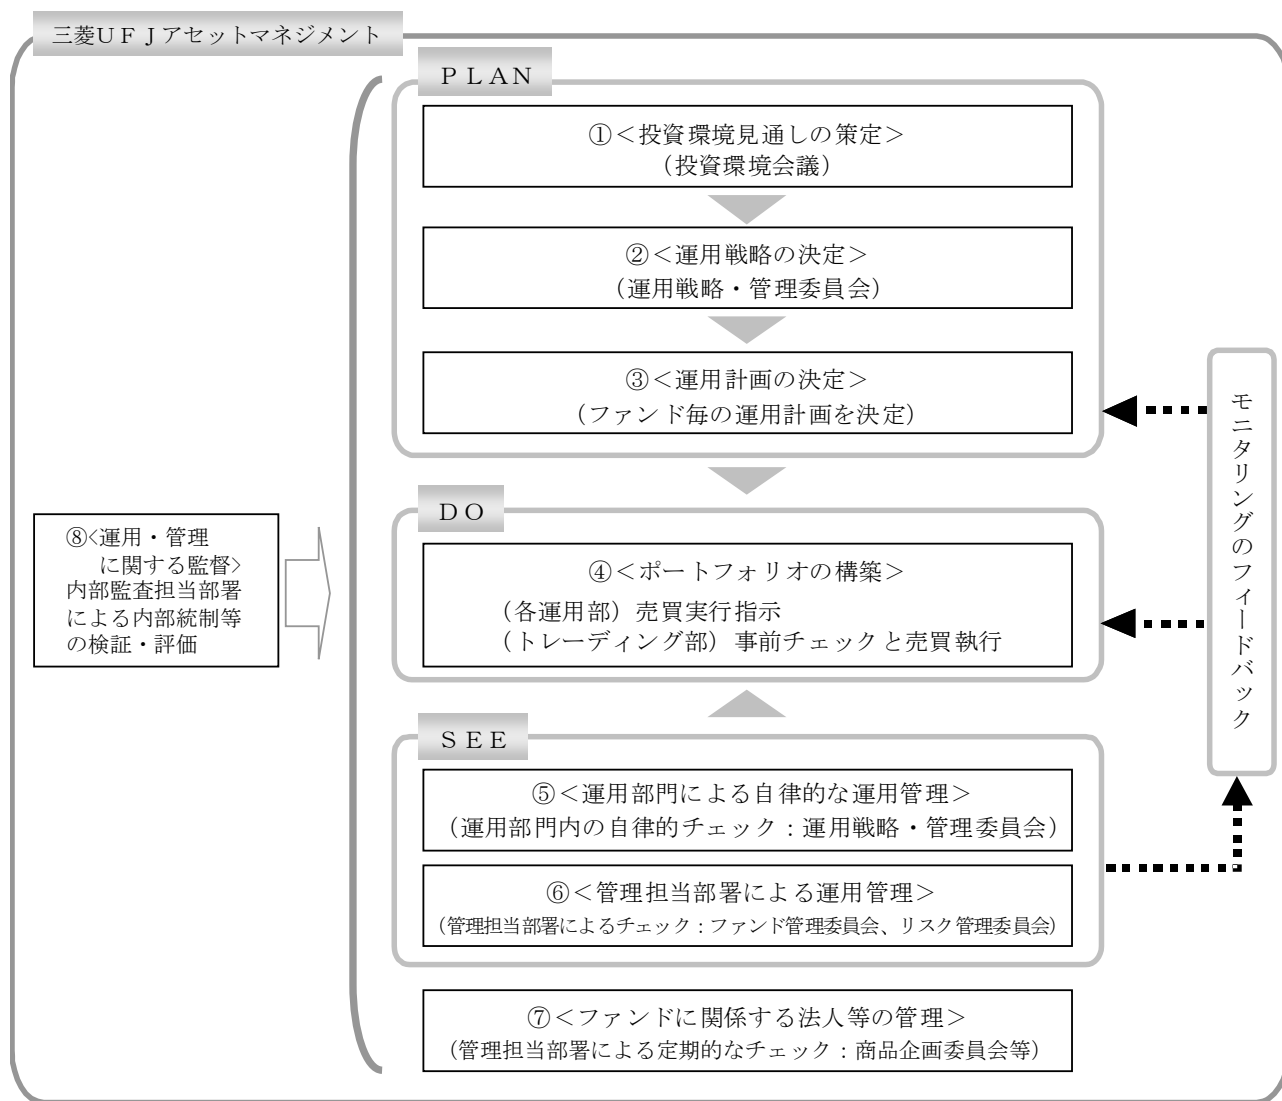 三菱ＵＦＪアセットマネジメント
ＰＬＡＮ
①＜投資環境見通しの策定＞
（投資環境会議）
②＜運用戦略の決定＞
（運用戦略・管理委員会）
③＜運用計画の決定＞
（ファンド毎の運用計画を決定）
ＤＯ
④＜ポートフォリオの構築＞
（各運用部）売買実行指示
（トレーディング部）事前チェックと売買執行
ＳＥＥ
⑤＜運用部門による自律的な運用管理＞
（運用部門内の自律的チェック：運用戦略・管理委員会）
⑥＜管理担当部署による運用管理＞
（管理担当部署によるチェック：ファンド管理委員会、リスク管理委員会）
⑦＜ファンドに関係する法人等の管理＞
（管理担当部署による定期的なチェック：商品企画委員会等）
⑧<運用・管理
に関する監督>
内部監査担当部署
による内部統制等
の検証・評価
モニタリングのフィードバック